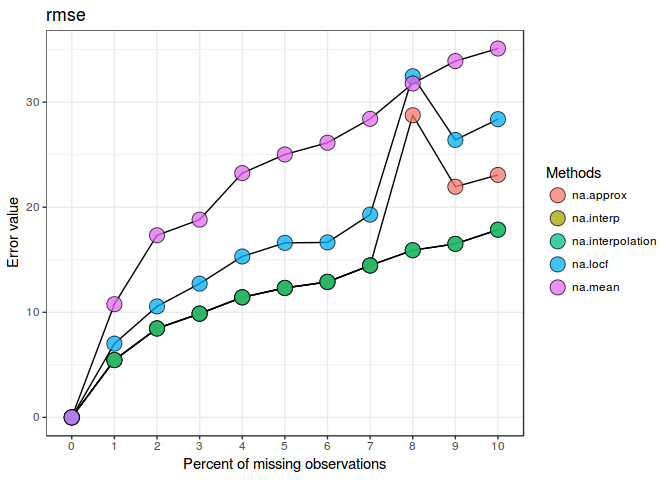 rmse
Error value
30
20
10
0
0 1 2 3 4 5 6 7 8 9 10
Percent of missing observations
Methods
na.approx
na.interp
na.interpolation
na.locf
na.mean